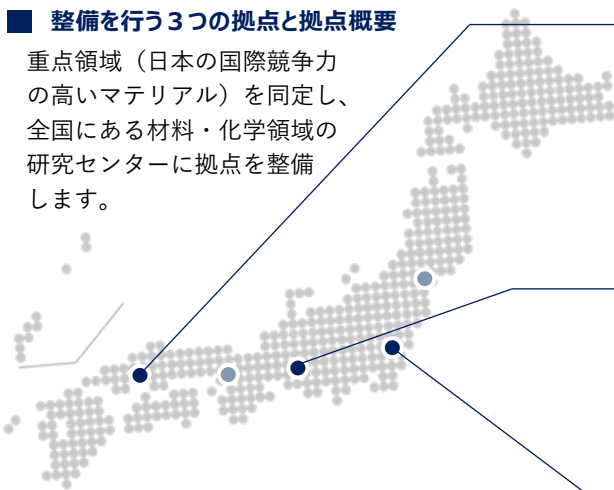 整備を行う３つの拠点と拠点概要
重点領域（日本の国際競争力
の高いマテリアル）を同定し、
全国にある材料・化学領域の
研究センターに拠点を整備
します。